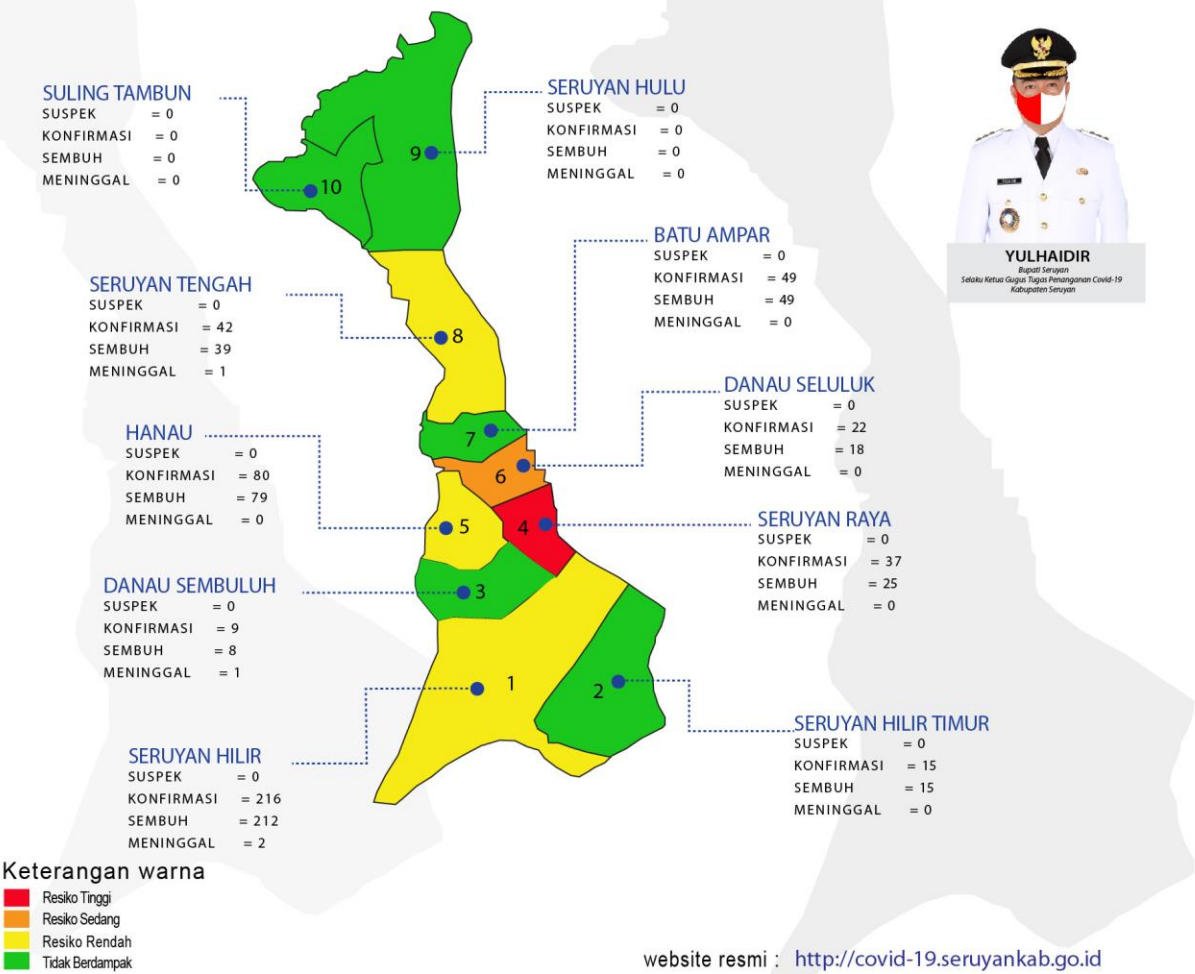 SULING TAMBUN
SUSPEK = 0
KONFIRMASI = 0
SEMBUH = 0
MENINGGAL = 0
SERUYAN HULU
SUSPEK = 0
KONFIRMASI = 0
SEMBUH = 0
MENINGGAL = 0
YULHAIDIR
Bupati Seruyan
Selaku Ketua Gugus Tugas Penanganan Covid-19
Kabupaten Seruyan
BATU AMPAR
SUSPEK = 0
KONFIRMASI = 49
SEMBUH = 49
MENINGGAL = 0
SERUYAN TENGAH
SUSPEK = 0
KONFIRMASI = 42
SEMBUH = 39
MENINGGAL = 1
DANAU SELULUK
SUSPEK = 0
KONFIRMASI = 22
SEMBUH = 18
MENINGGAL = 0
HANAU
SUSPEK = 0
KONFIRMASI = 80
SEMBUH = 79
MENINGGAL = 0
SERUYAN RAYA
SUSPEK = 0
KONFIRMASI = 37
SEMBUH = 25
MENINGGAL = 0
DANAU SEMBULUH
SUSPEK = 0
KONFIRMASI = 9
SEMBUH = 8
MENINGGAL = 1
SERUYAN HILIR TIMUR
SUSPEK = 0
KONFIRMASI = 15
SEMBUH = 15
MENINGGAL = 0
SERUYAN HILIR
SUSPEK = 0
KONFIRMASI = 216
SEMBUH = 212
MENINGGAL = 2
9
10
8
7
6
5
4
3
1
2
Keterangan warna
Resiko Tinggi
Resiko Sedang
Resiko Rendah
Tidak Berdampak
website resmi : http://covid-19.seruyankab.go.id